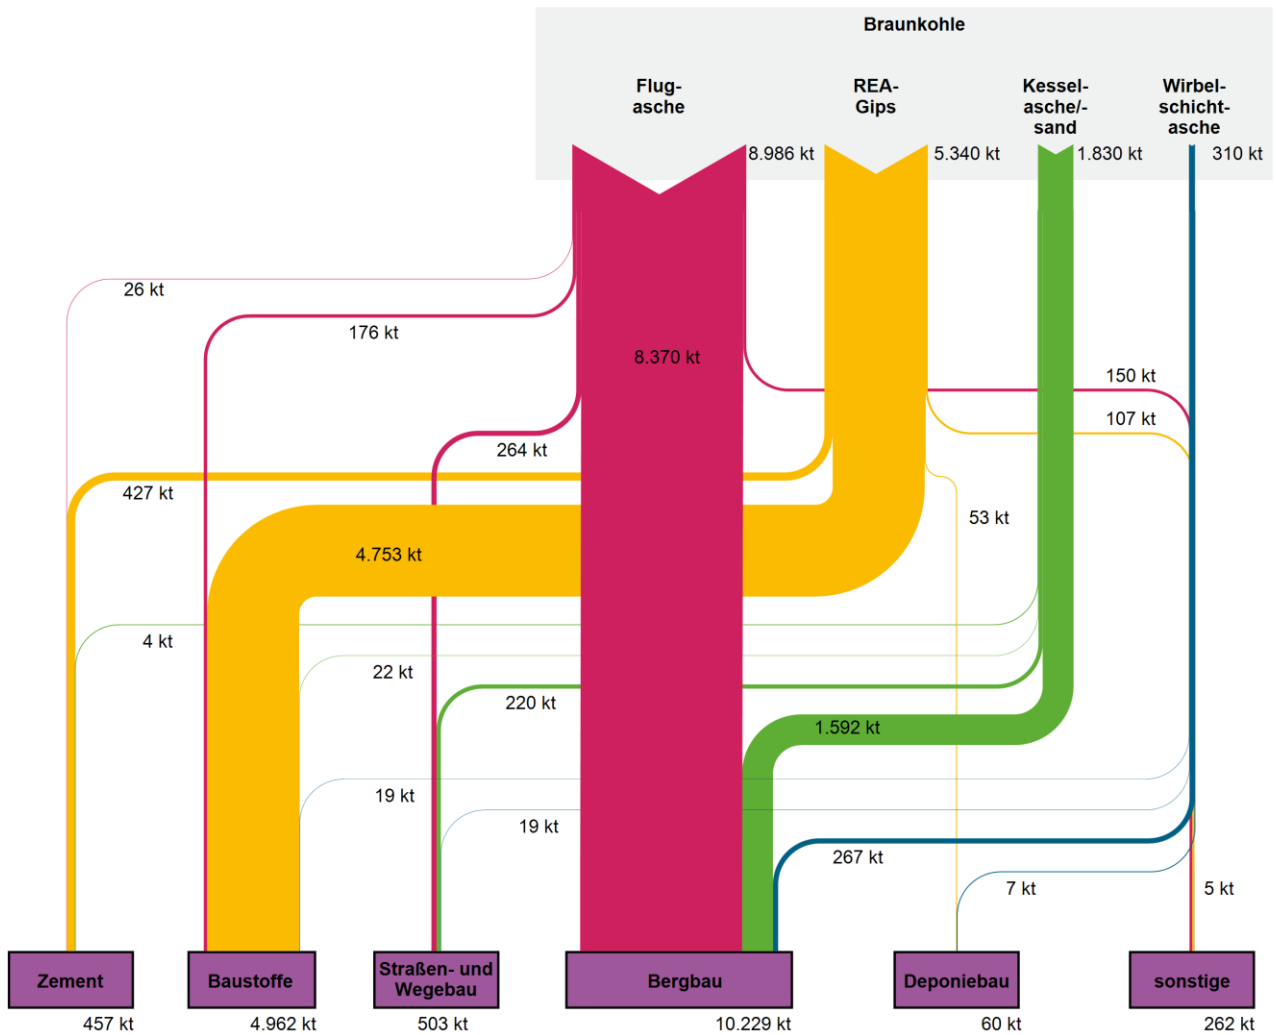 Braunkohle
Flug-
asche
REA-
Gips
Kessel-
asche/-
sand
Wirbel-
schicht-
asche
8.986 kt
5.340 kt
1.830 kt
310 kt
26 kt
176 kt
8.370 kt
150 kt
107 kt
264 kt
427 kt
53 kt
4.753 kt
4 kt
22 kt
220 kt
1.592 kt
19 kt
19 kt
267 kt
7 kt
5 kt
Zement
Baustoffe
Straßen- und
Wegebau
Bergbau
Deponiebau
sonstige
457 kt
4.962 kt
503 kt
10.229 kt
60 kt
262 kt